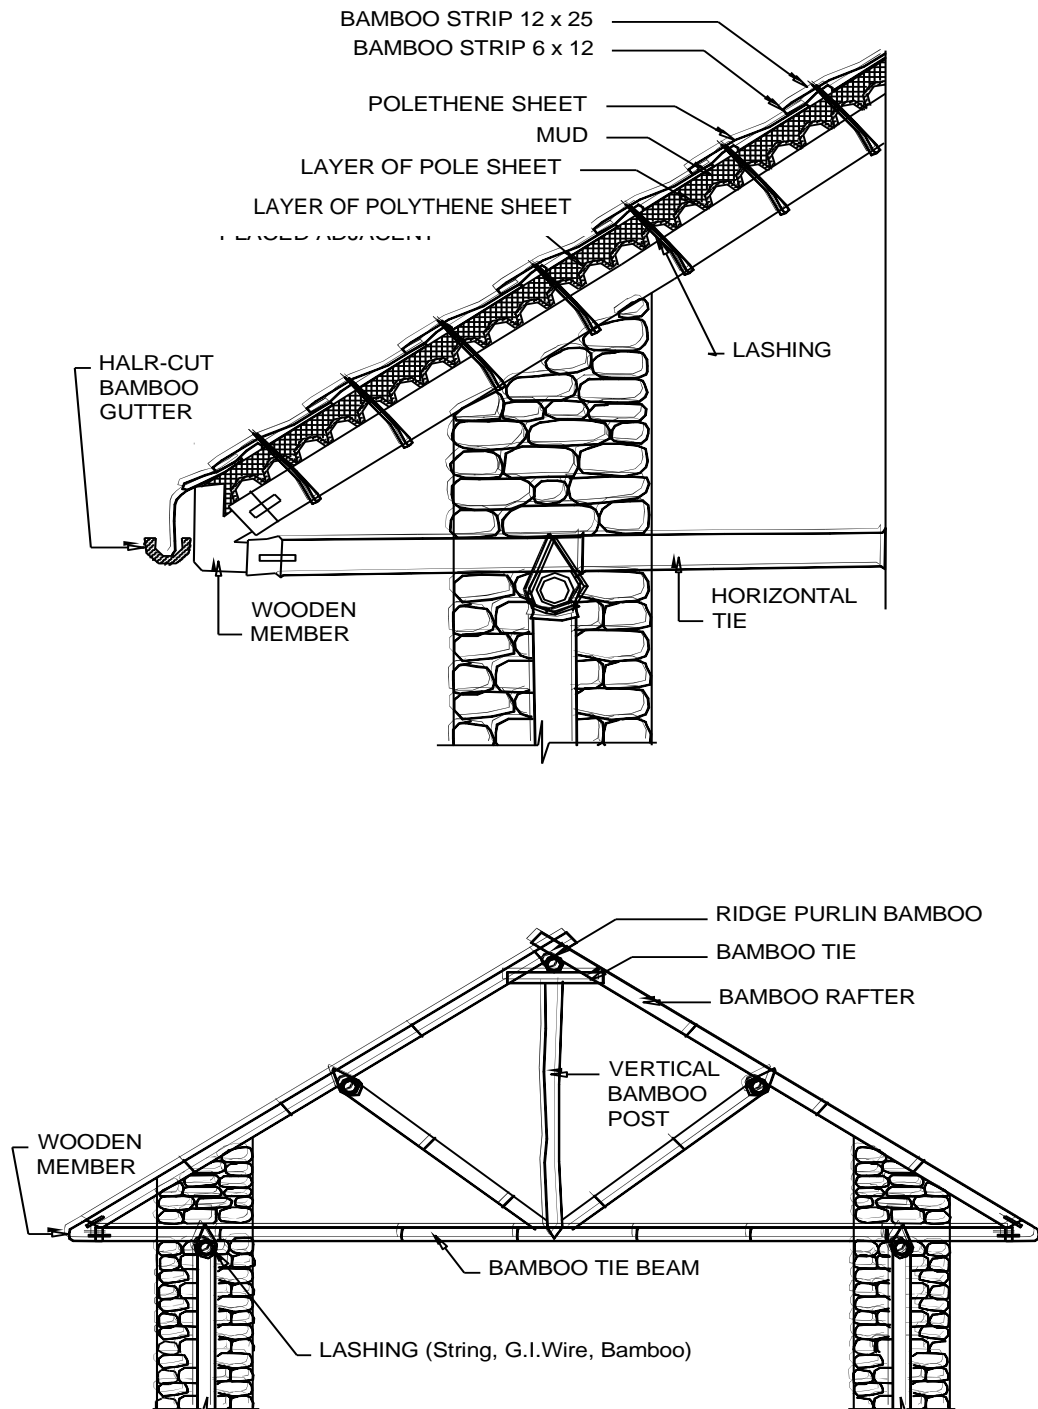 BAMBOO STRIP 12 x 25
BAMBOO STRIP 6 x 12
POLETHENE SHEET
MUD
LAYER OF POLE SHEET
LAYER OF POLYTHENE SHEET
PLACED ADJACENT
LASHING
HALR-CUT
BAMBOO
GUTTER
WOODEN
MEMBER
HORIZONTAL
TIE
RIDGE PURLIN BAMBOO
BAMBOO TIE
BAMBOO RAFTER
VERTICAL
BAMBOO
POST
WOODEN
MEMBER
BAMBOO TIE BEAM
LASHING (String, G.I.Wire, Bamboo)